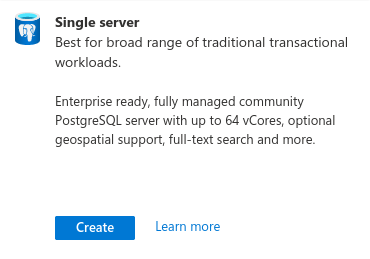 Single server
Best for broad range of traditional transactional
workloads.
Enterprise ready, fully managed community
PostgreSQL server with up to 64 vCores, optional
geospatial support, full-text search and more.
Create
Learn more